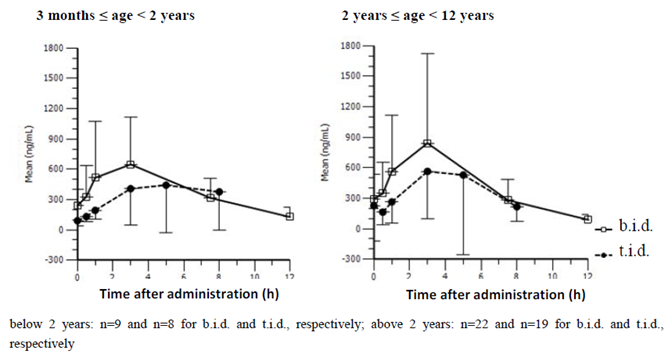 3 months ≤ age < 2 years
2 years ≤ age < 12 years
1800
1500
1200
900
600
300
0
-300
Mean (ng/mL)
0 2 4 6 8 10 12
Time after administration (h)
1800
1500
1200
900
600
300
0
-300
Mean (ng/mL)
0 2 4 6 8 10 12
Time after administration (h)
b.i.d.
t.i.d.
below 2 years: n=9 and n=8 for b.i.d. and t.i.d., respectively; above 2 years: n=22 and n=19 for b.i.d. and t.i.d.,
respectively